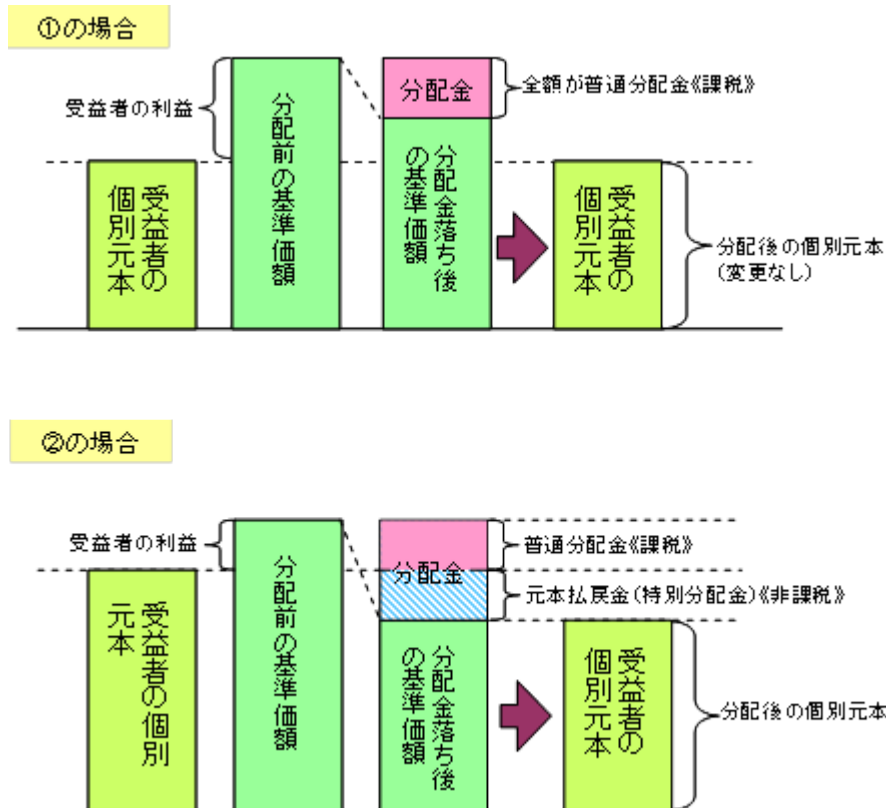 ①の場合
受益者の利益
受益者の
個別元本
分配前の基準価額
分配金
全額が普通分配金《課税》
分配金落ち後
の基準価額
受益者の
個別元本
分配後の個別元本
(変更なし)
②の場合
受益者の利益
受益者の個別
元本
分配前の基準価額
分配金
普通分配金《課税》
元本払戻金(特別分配金)《非課税》
分配金落ち後
の基準価額
受益者の
個別元本
分配後の個別元本